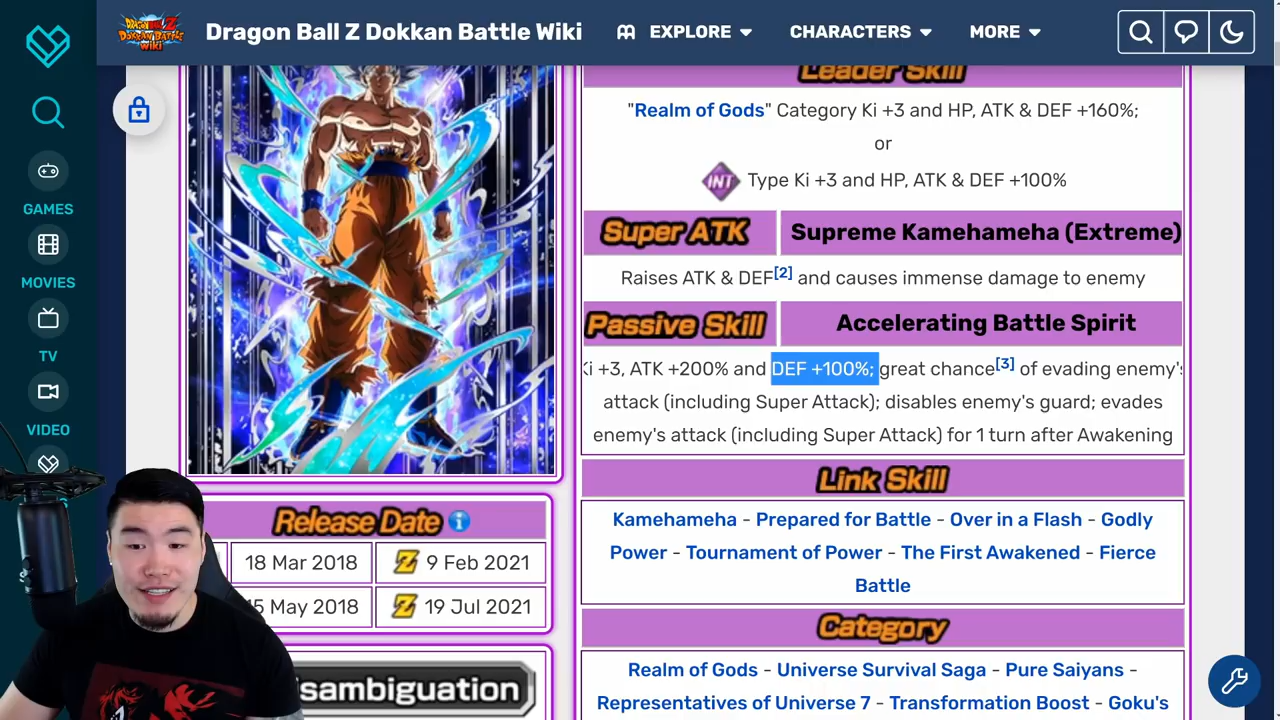 DRAGON BALL Z
DOKKAN BATTLE
WIKI
Dragon Ball Z Dokkan Battle Wiki
EXPLORE
CHARACTERS
MORE
GAMES
MOVIES
TV
VIDEO
Leader Skill
"Realm of Gods" Category Ki +3 and HP, ATK & DEF +160%;
or
INT Type Ki +3 and HP, ATK & DEF +100%
Super ATK
Supreme Kamehameha (Extreme)
Raises ATK & DEF[2] and causes immense damage to enemy
Passive Skill
Accelerating Battle Spirit
Ki +3, ATK +200% and DEF +100%; great chance[3] of evading enemy's
attack (including Super Attack); disables enemy's guard; evades
enemy's attack (including Super Attack) for 1 turn after Awakening
Link Skill
Kamehameha - Prepared for Battle - Over in a Flash - Godly
Power - Tournament of Power - The First Awakened - Fierce
Battle
Category
Realm of Gods - Universe Survival Saga - Pure Saiyans -
Representatives of Universe 7 - Transformation Boost - Goku's
Release Date
18 Mar 2018
Z 9 Feb 2021
5 May 2018
Z 19 Jul 2021
isambiguation